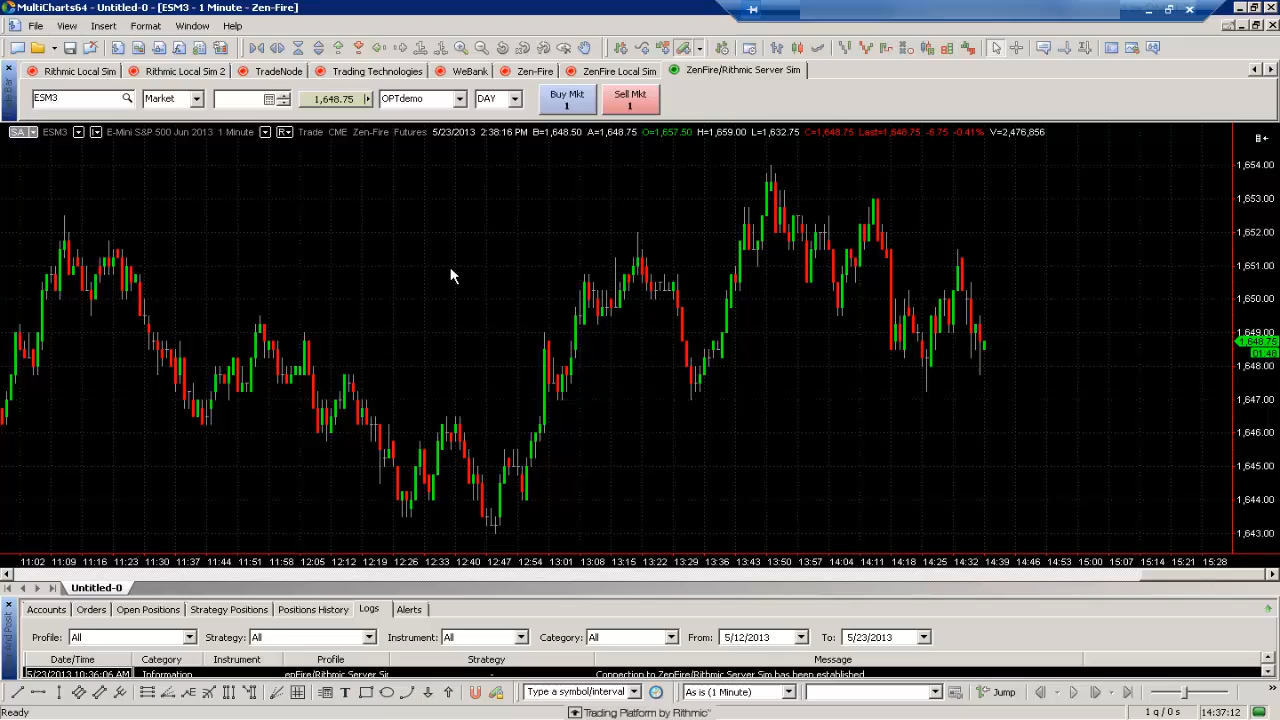 MultiCharts64 - Untitled-0 - [ESM3 - 1 Minute - Zen-Fire]
File View Insert Format Window Help
Rithmic Local Sim Rithmic Local Sim 2 TradeNode Trading Technologies WeBank Zen-Fire ZenFire Local Sim ZenFire/Rithmic Server Sim
ESM3 Market 1,648.75 OPTdemo DAY Buy Mkt 1 Sell Mkt 1
SA ESM3 I E-Mini S&P 500 Jun 2013 1 Minute R Trade CME Zen-Fire Futures 5/23/2013 2:38:16 PM B=1,648.50 A=1,648.75 O=1,657.50 H=1,659.00 L=1,632.75 C=1,648.75 Last=1,648.75 -6.75 -0.41% V=2,476,856
1,654.00
1,653.00
1,652.00
1,651.00
1,650.00
1,649.00
1,648.75
01:46
1,648.00
1,647.00
1,646.00
1,645.00
1,644.00
1,643.00
11:02 11:09 11:16 11:23 11:30 11:37 11:44 11:51 11:58 12:05 12:12 12:19 12:26 12:33 12:40 12:47 12:54 13:01 13:08 13:15 13:22 13:29 13:36 13:43 13:50 13:57 14:04 14:11 14:18 14:25 14:32 14:39 14:46 14:53 15:00 15:07 15:14 15:21 15:28
Untitled-0
Accounts Orders Open Positions Strategy Positions Positions History Logs Alerts
Profile: All Strategy: All Instrument: All Category: All From: 5/12/2013 To: 5/23/2013
Date/Time Category Instrument Profile Strategy Message
5/23/2013 10:36:06 AM Information enFire/Rithmic Server Sir - Connection to ZenFire/Rithmic Server Sim has been established
T Type a symbol/interval As is (1 Minute) Jump
Ready Trading Platform by Rithmic™ 1 q / 0 s 14:37:12